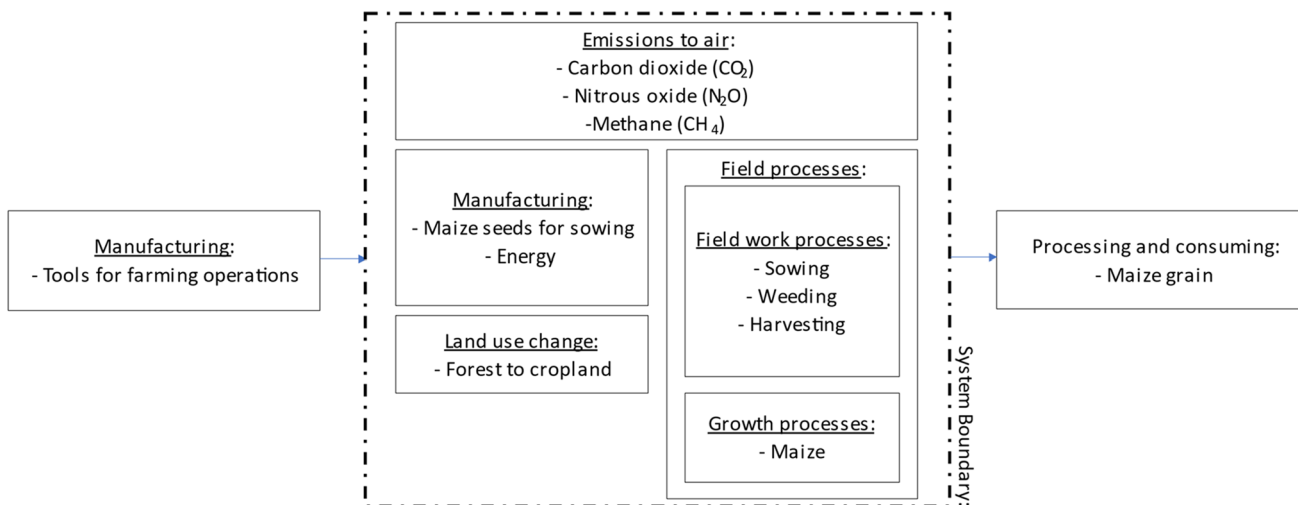 Emissions to air:
- Carbon dioxide (CO₂)
- Nitrous oxide (N₂O)
-Methane (CH₄)
Manufacturing:
- Tools for farming operations
Manufacturing:
- Maize seeds for sowing
- Energy
Land use change:
- Forest to cropland
Field processes:
Field work processes:
- Sowing
- Weeding
- Harvesting
Growth processes:
- Maize
System Boundary:
Processing and consuming:
- Maize grain